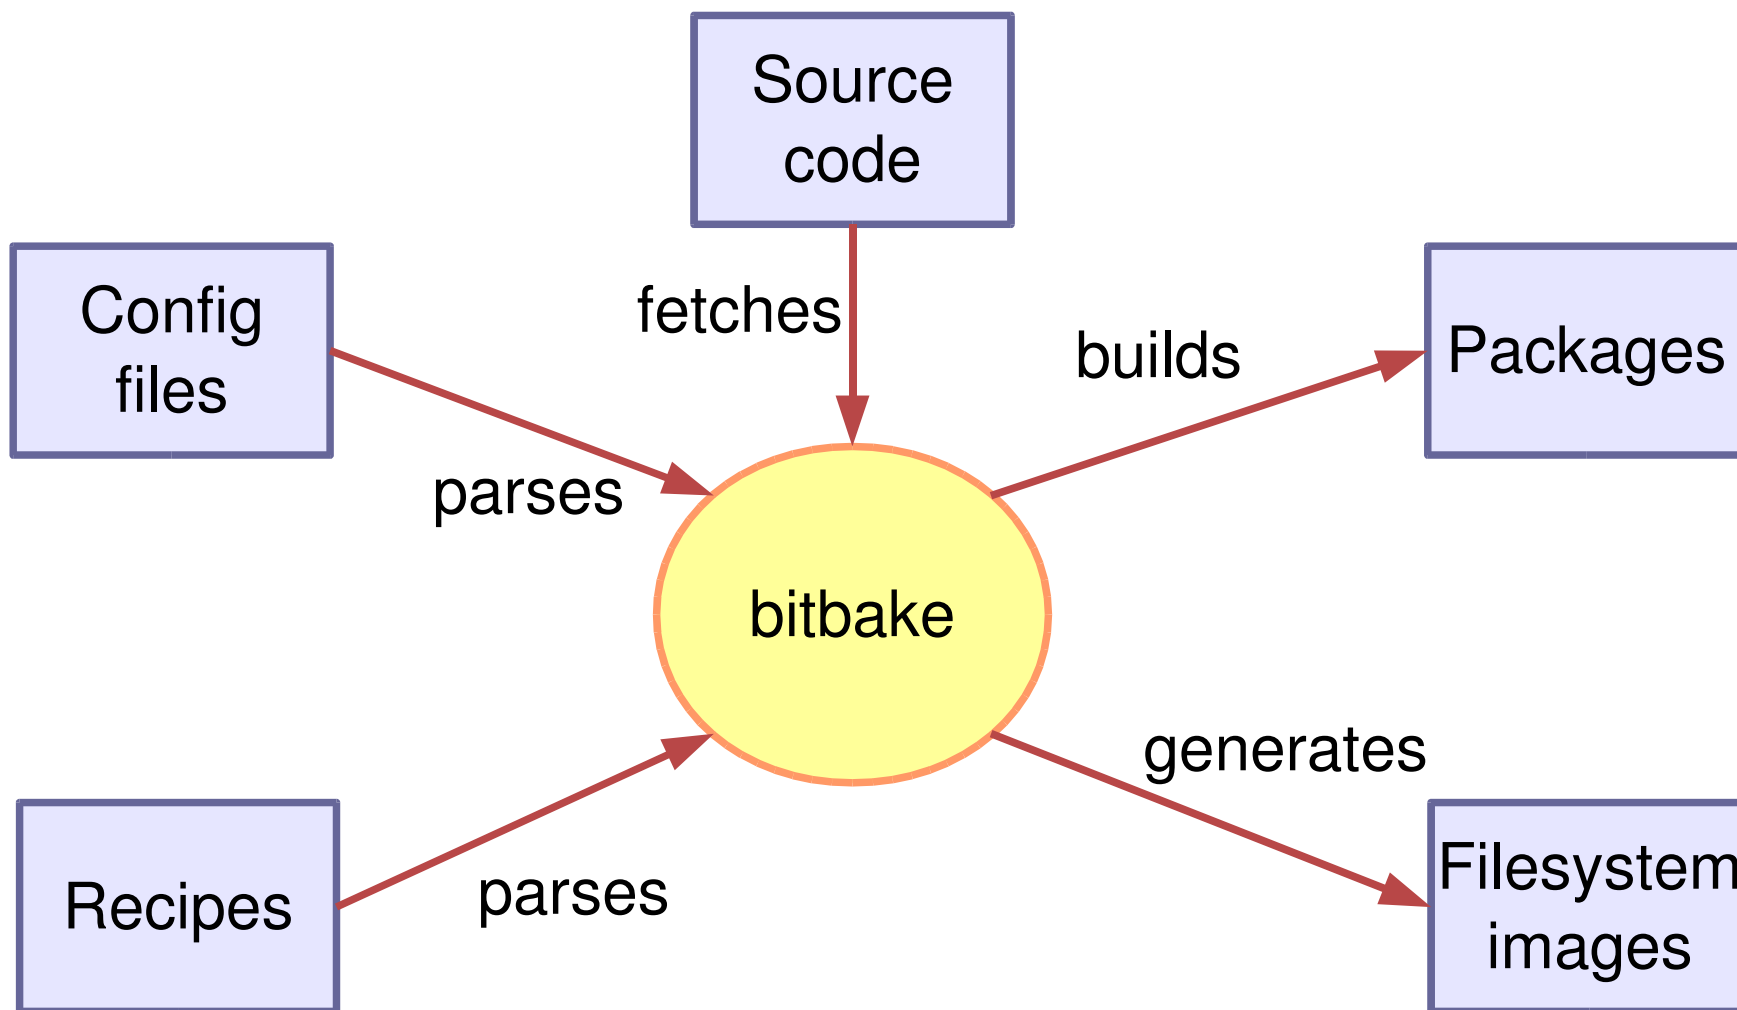 Source
code
Config
files
fetches
builds
Packages
parses
bitbake
generates
Recipes
parses
Filesystem
images